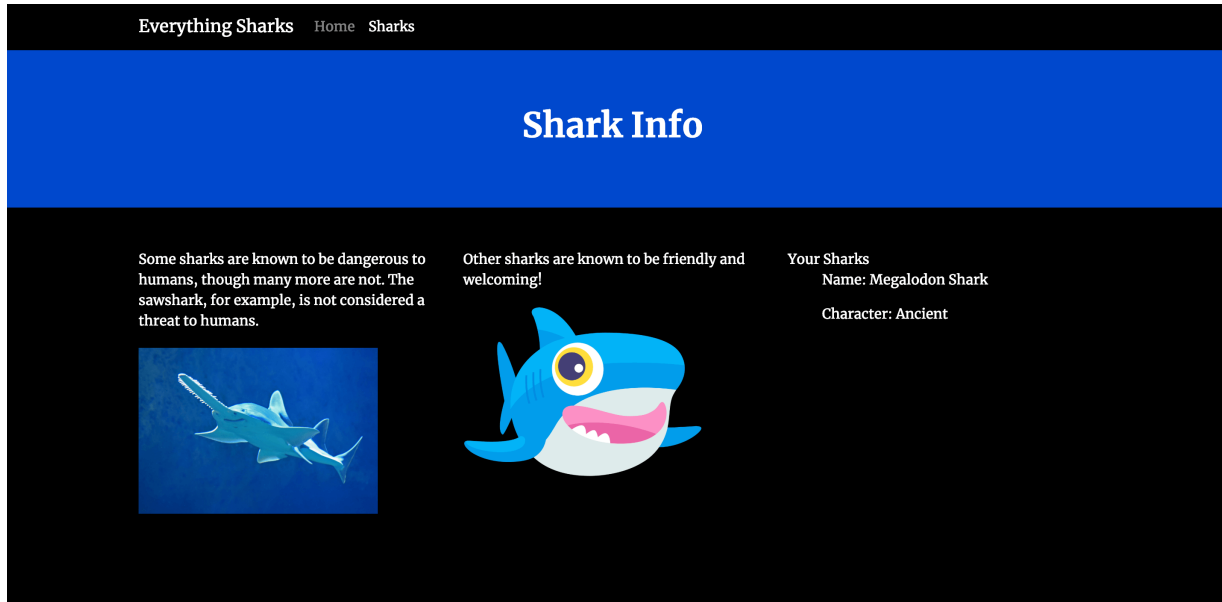 Everything Sharks Home Sharks
Shark Info
Some sharks are known to be dangerous to
humans, though many more are not. The
sawshark, for example, is not considered a
threat to humans.
Other sharks are known to be friendly and
welcoming!
Your Sharks
Name: Megalodon Shark
Character: Ancient